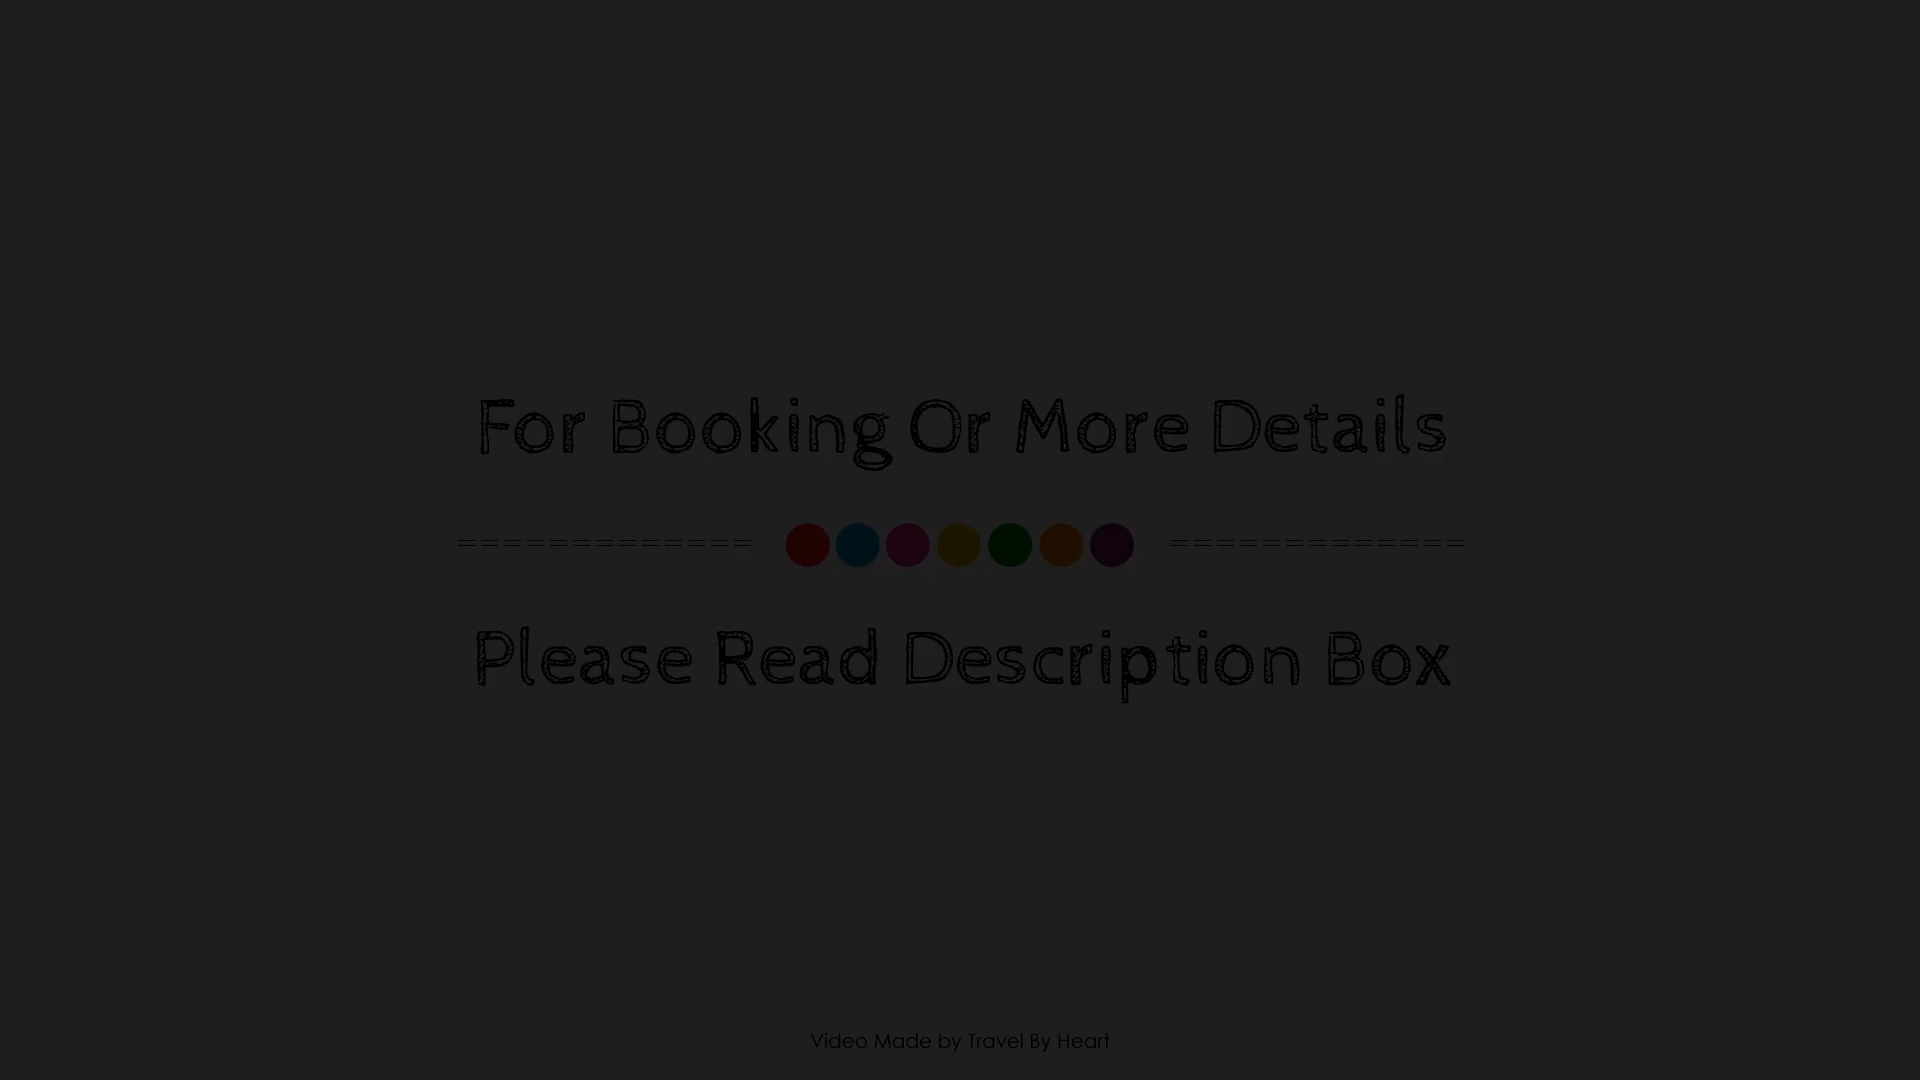 For Booking Or More Details
============= =============
Please Read Description Box
Video Made by Travel By Heart